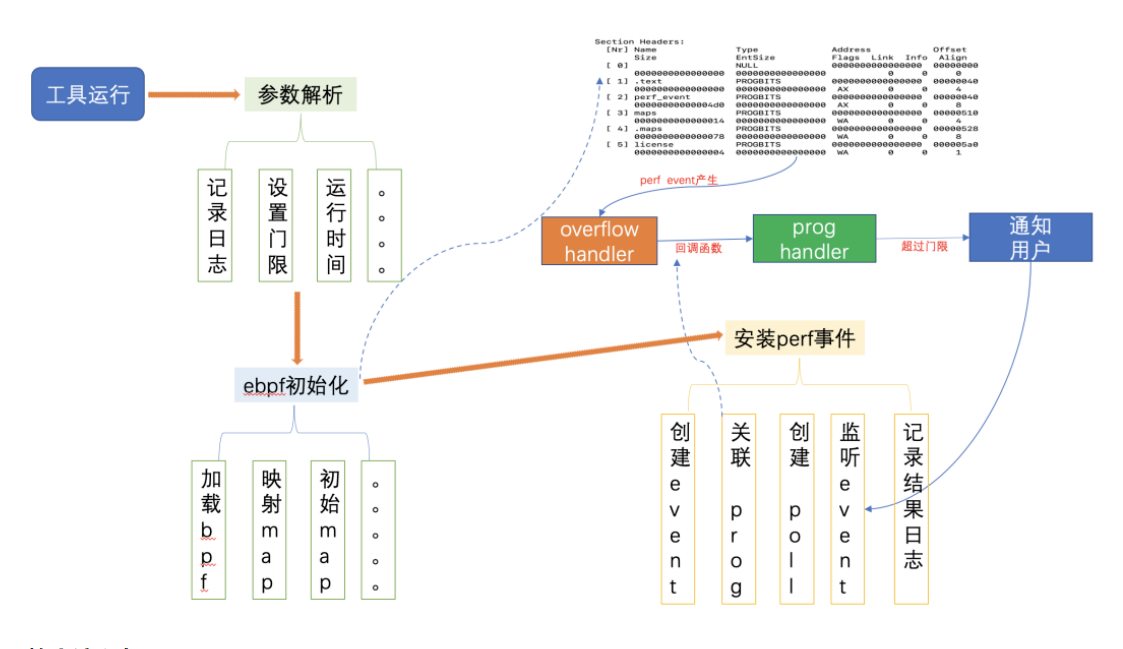 Section Headers:
[Nr] Name Type Address Offset
Size EntSize Flags Link Info Align
[ 0] NULL 0000000000000000 00000000
0000000000000000 0000000000000000 0 0 0
[ 1] .text PROGBITS 0000000000000000 00000040
0000000000000000 0000000000000000 AX 0 0 4
[ 2] perf_event PROGBITS 0000000000000000 00000040
00000000000004d0 0000000000000000 AX 0 0 8
[ 3] maps PROGBITS 0000000000000000 00000510
0000000000000014 0000000000000000 WA 0 0 4
[ 4] .maps PROGBITS 0000000000000000 00000528
0000000000000078 0000000000000000 WA 0 0 8
[ 5] license PROGBITS 0000000000000000 000005a0
0000000000000004 0000000000000000 WA 0 0 1
工具运行
参数解析
记录日志
设置门限
运行时间
。。。。
perf event产生
overflow
handler
回调函数
prog
handler
超过门限
通知
用户
ebpf初始化
加载bpf
映射map
初始map
。。。。。
安装perf事件
创建event
关联 prog
创建 poll
监听event
记录结果日志